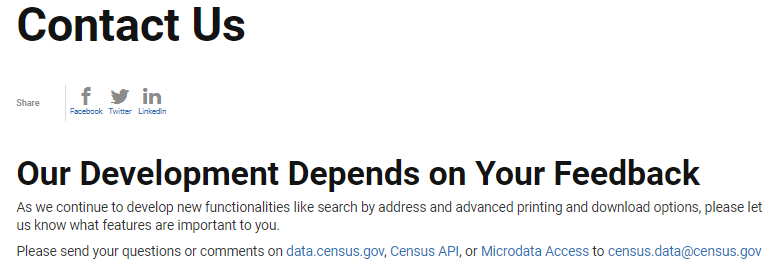 Contact Us
Share
Facebook Twitter LinkedIn
Our Development Depends on Your Feedback
As we continue to develop new functionalities like search by address and advanced printing and download options, please let
us know what features are important to you.
Please send your questions or comments on data.census.gov, Census API, or Microdata Access to census.data@census.gov